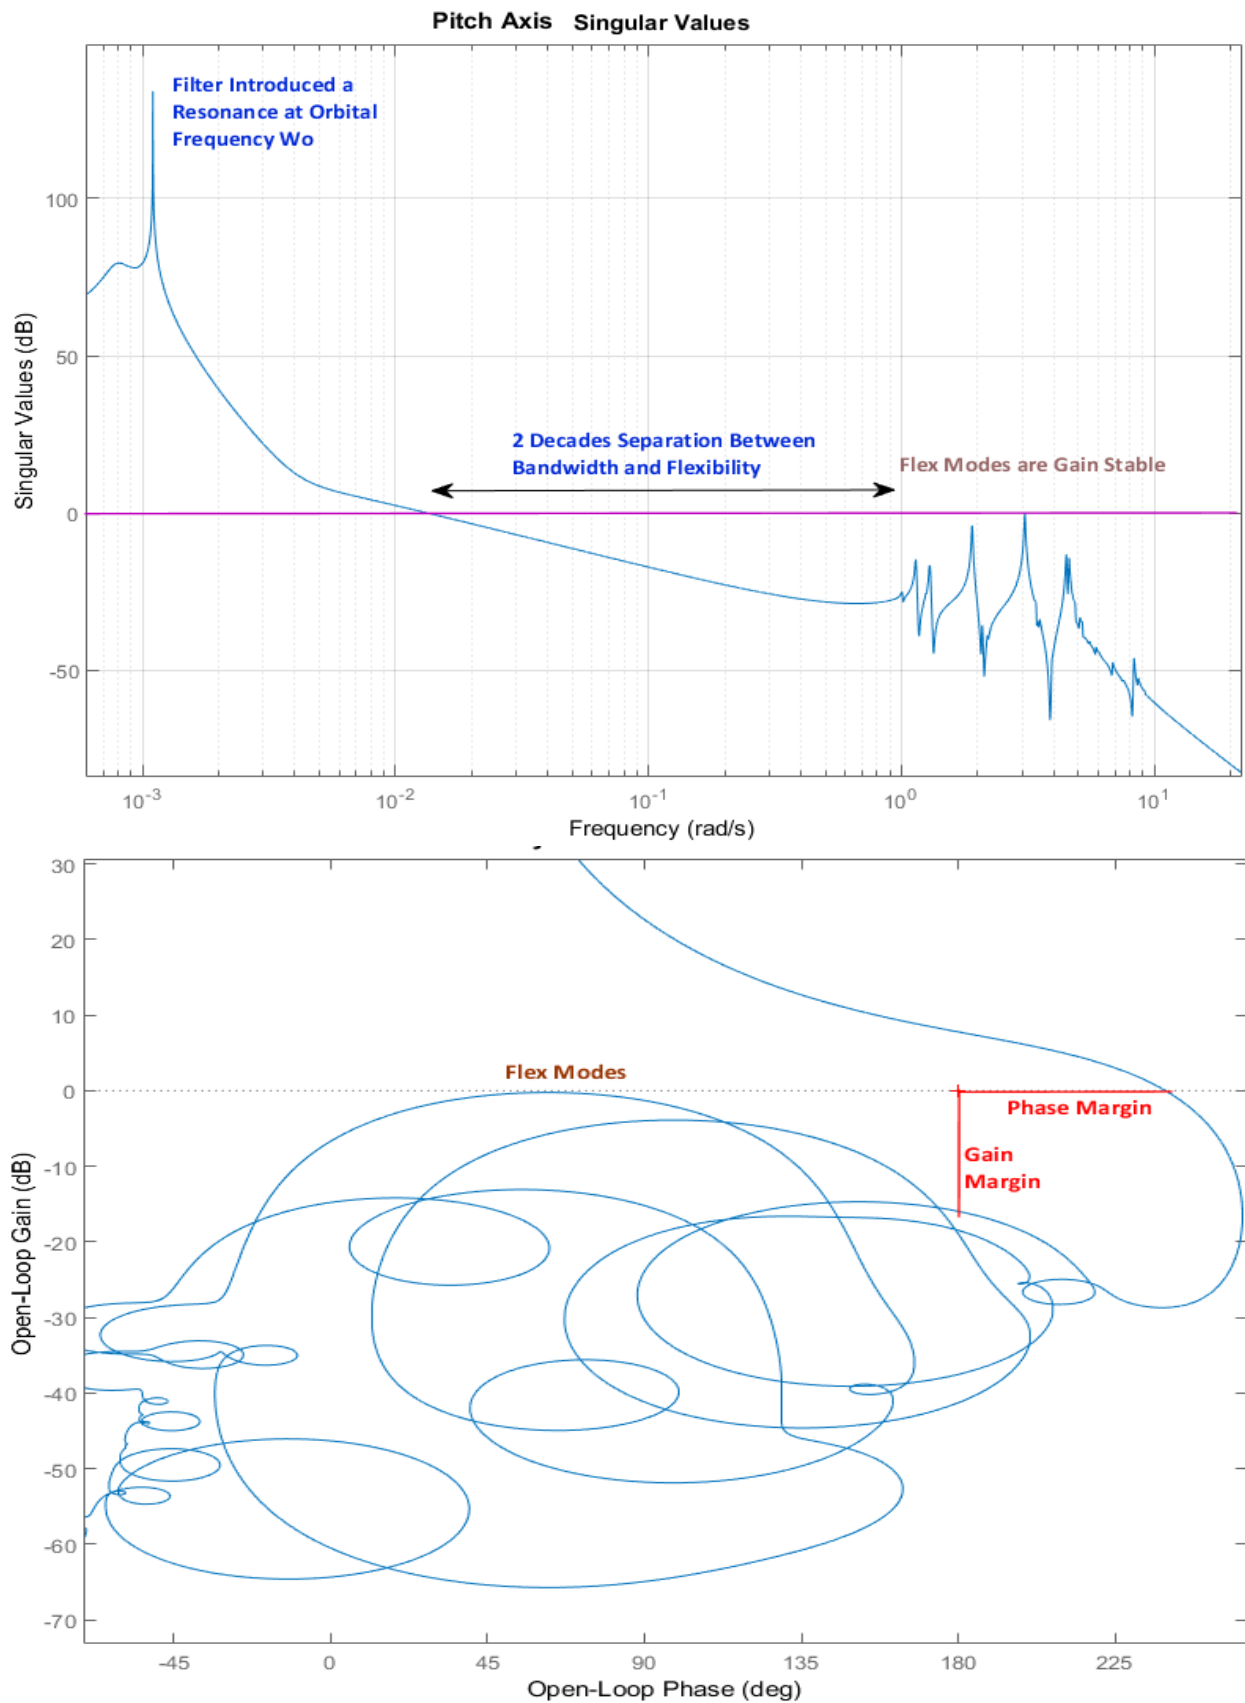 Pitch Axis Singular Values
Filter Introduced a
Resonance at Orbital
Frequency Wo
100
50
0
-50
Singular Values (dB)
2 Decades Separation Between
Bandwidth and Flexibility
Flex Modes are Gain Stable
10-3
10-2
10-1
100
101
Frequency (rad/s)
30
20
10
0
-10
-20
-30
-40
-50
-60
-70
Open-Loop Gain (dB)
Flex Modes
Phase Margin
Gain
Margin
-45
0
45
90
135
180
225
Open-Loop Phase (deg)